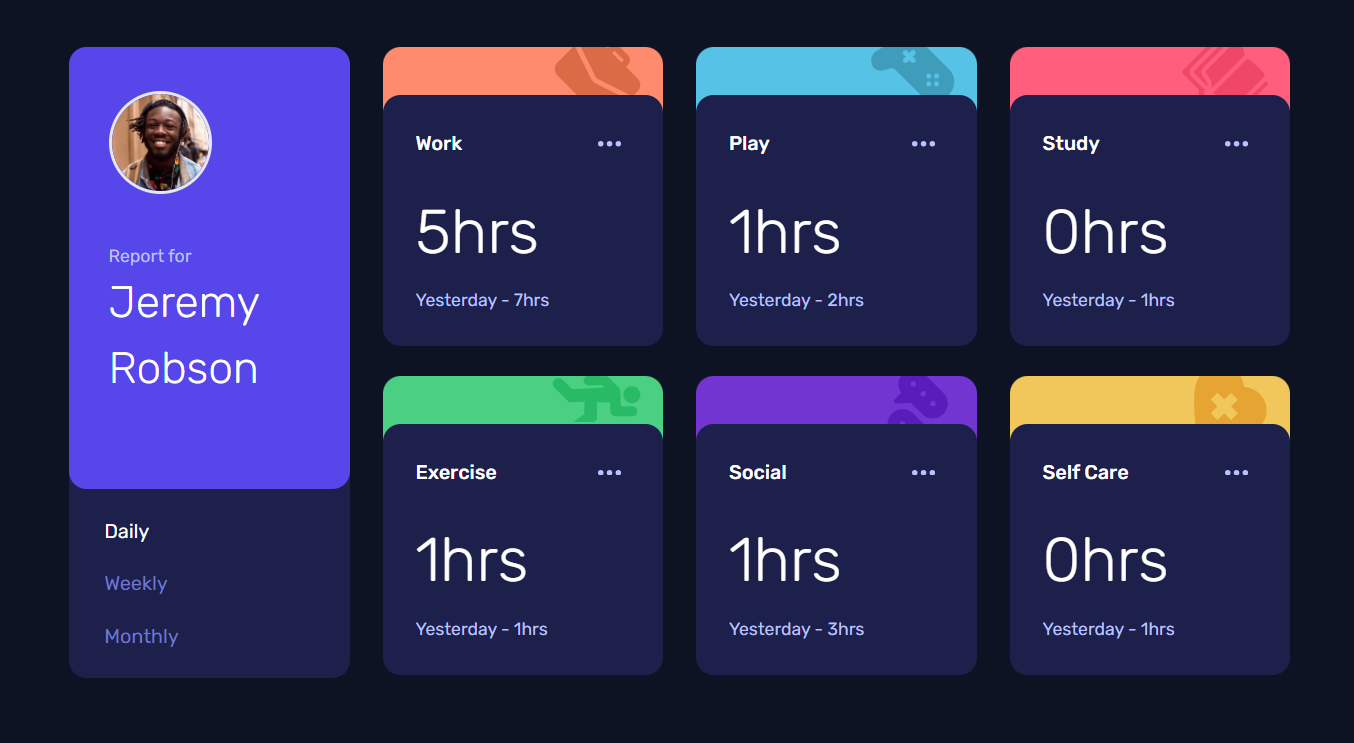 Report for
Jeremy
Robson
Daily
Weekly
Monthly
Work
5hrs
Yesterday - 7hrs
Play
1hrs
Yesterday - 2hrs
Study
0hrs
Yesterday - 1hrs
Exercise
1hrs
Yesterday - 1hrs
Social
1hrs
Yesterday - 3hrs
Self Care
0hrs
Yesterday - 1hrs